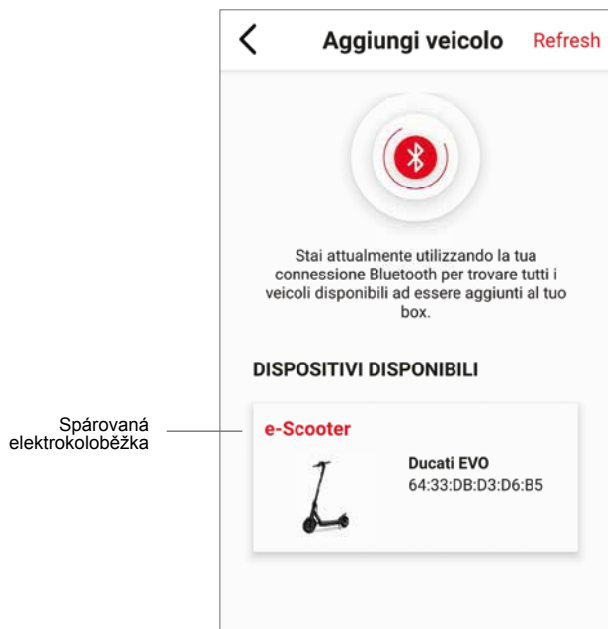 Aggiungi veicolo Refresh
Stai attualmente utilizzando la tua
connessione Bluetooth per trovare tutti i
veicoli disponibili ad essere aggiunti al tuo
box.
DISPOSITIVI DISPONIBILI
Spárovaná
elektrokoloběžka
e-Scooter
Ducati EVO
64:33:DB:D3:D6:B5